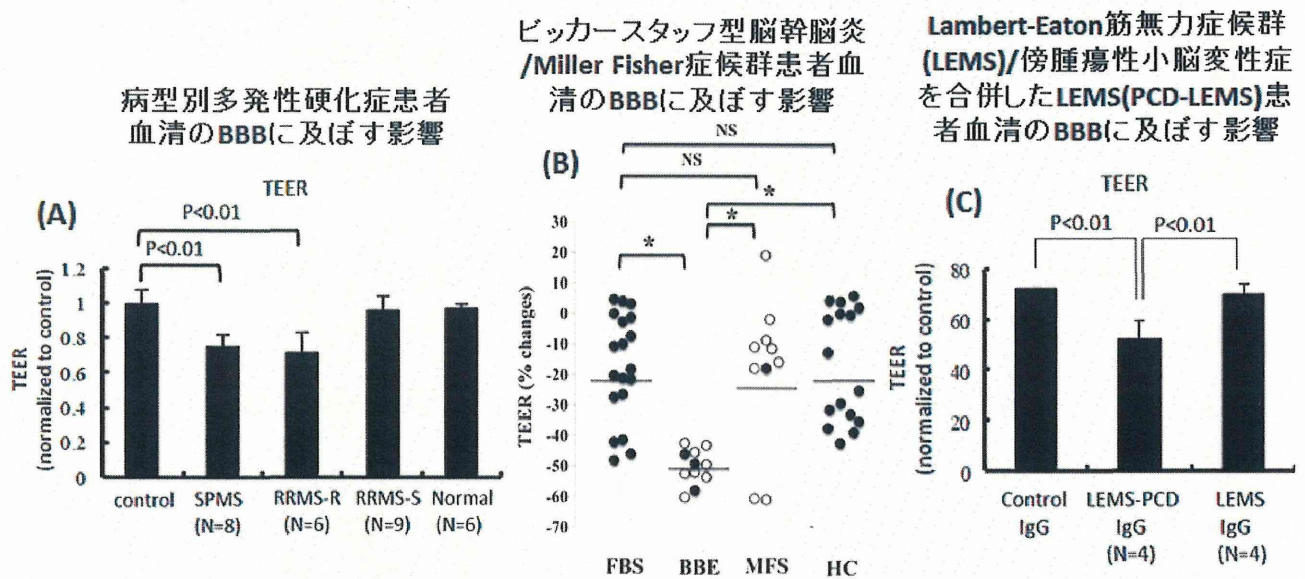 病型別多発性硬化症患者
血清のBBBに及ぼす影響
TEER
(A)
P<0.01
P<0.01
TEER
(normalized to control)
1.2
1
0.8
0.6
0.4
0.2
0
control
SPMS
(N=8)
RRMS-R
(N=6)
RRMS-S
(N=9)
Normal
(N=6)
ビッカースタッフ型脳幹脳炎
/Miller Fisher症候群患者血
清のBBBに及ぼす影響
(B)
NS
NS
*
*
*
TEER (% changes)
30
20
10
0
-10
-20
-30
-40
-50
-60
-70
FBS
BBE
MFS
HC
Lambert-Eaton筋無力症候群
(LEMS)/傍腫瘍性小脳変性症
を合併したLEMS(PCD-LEMS)患
者血清のBBBに及ぼす影響
TEER
(C)
P<0.01
P<0.01
TEER
(normalized to control)
80
60
40
20
0
Control
IgG
LEMS-PCD
IgG
(N=4)
LEMS
IgG
(N=4)